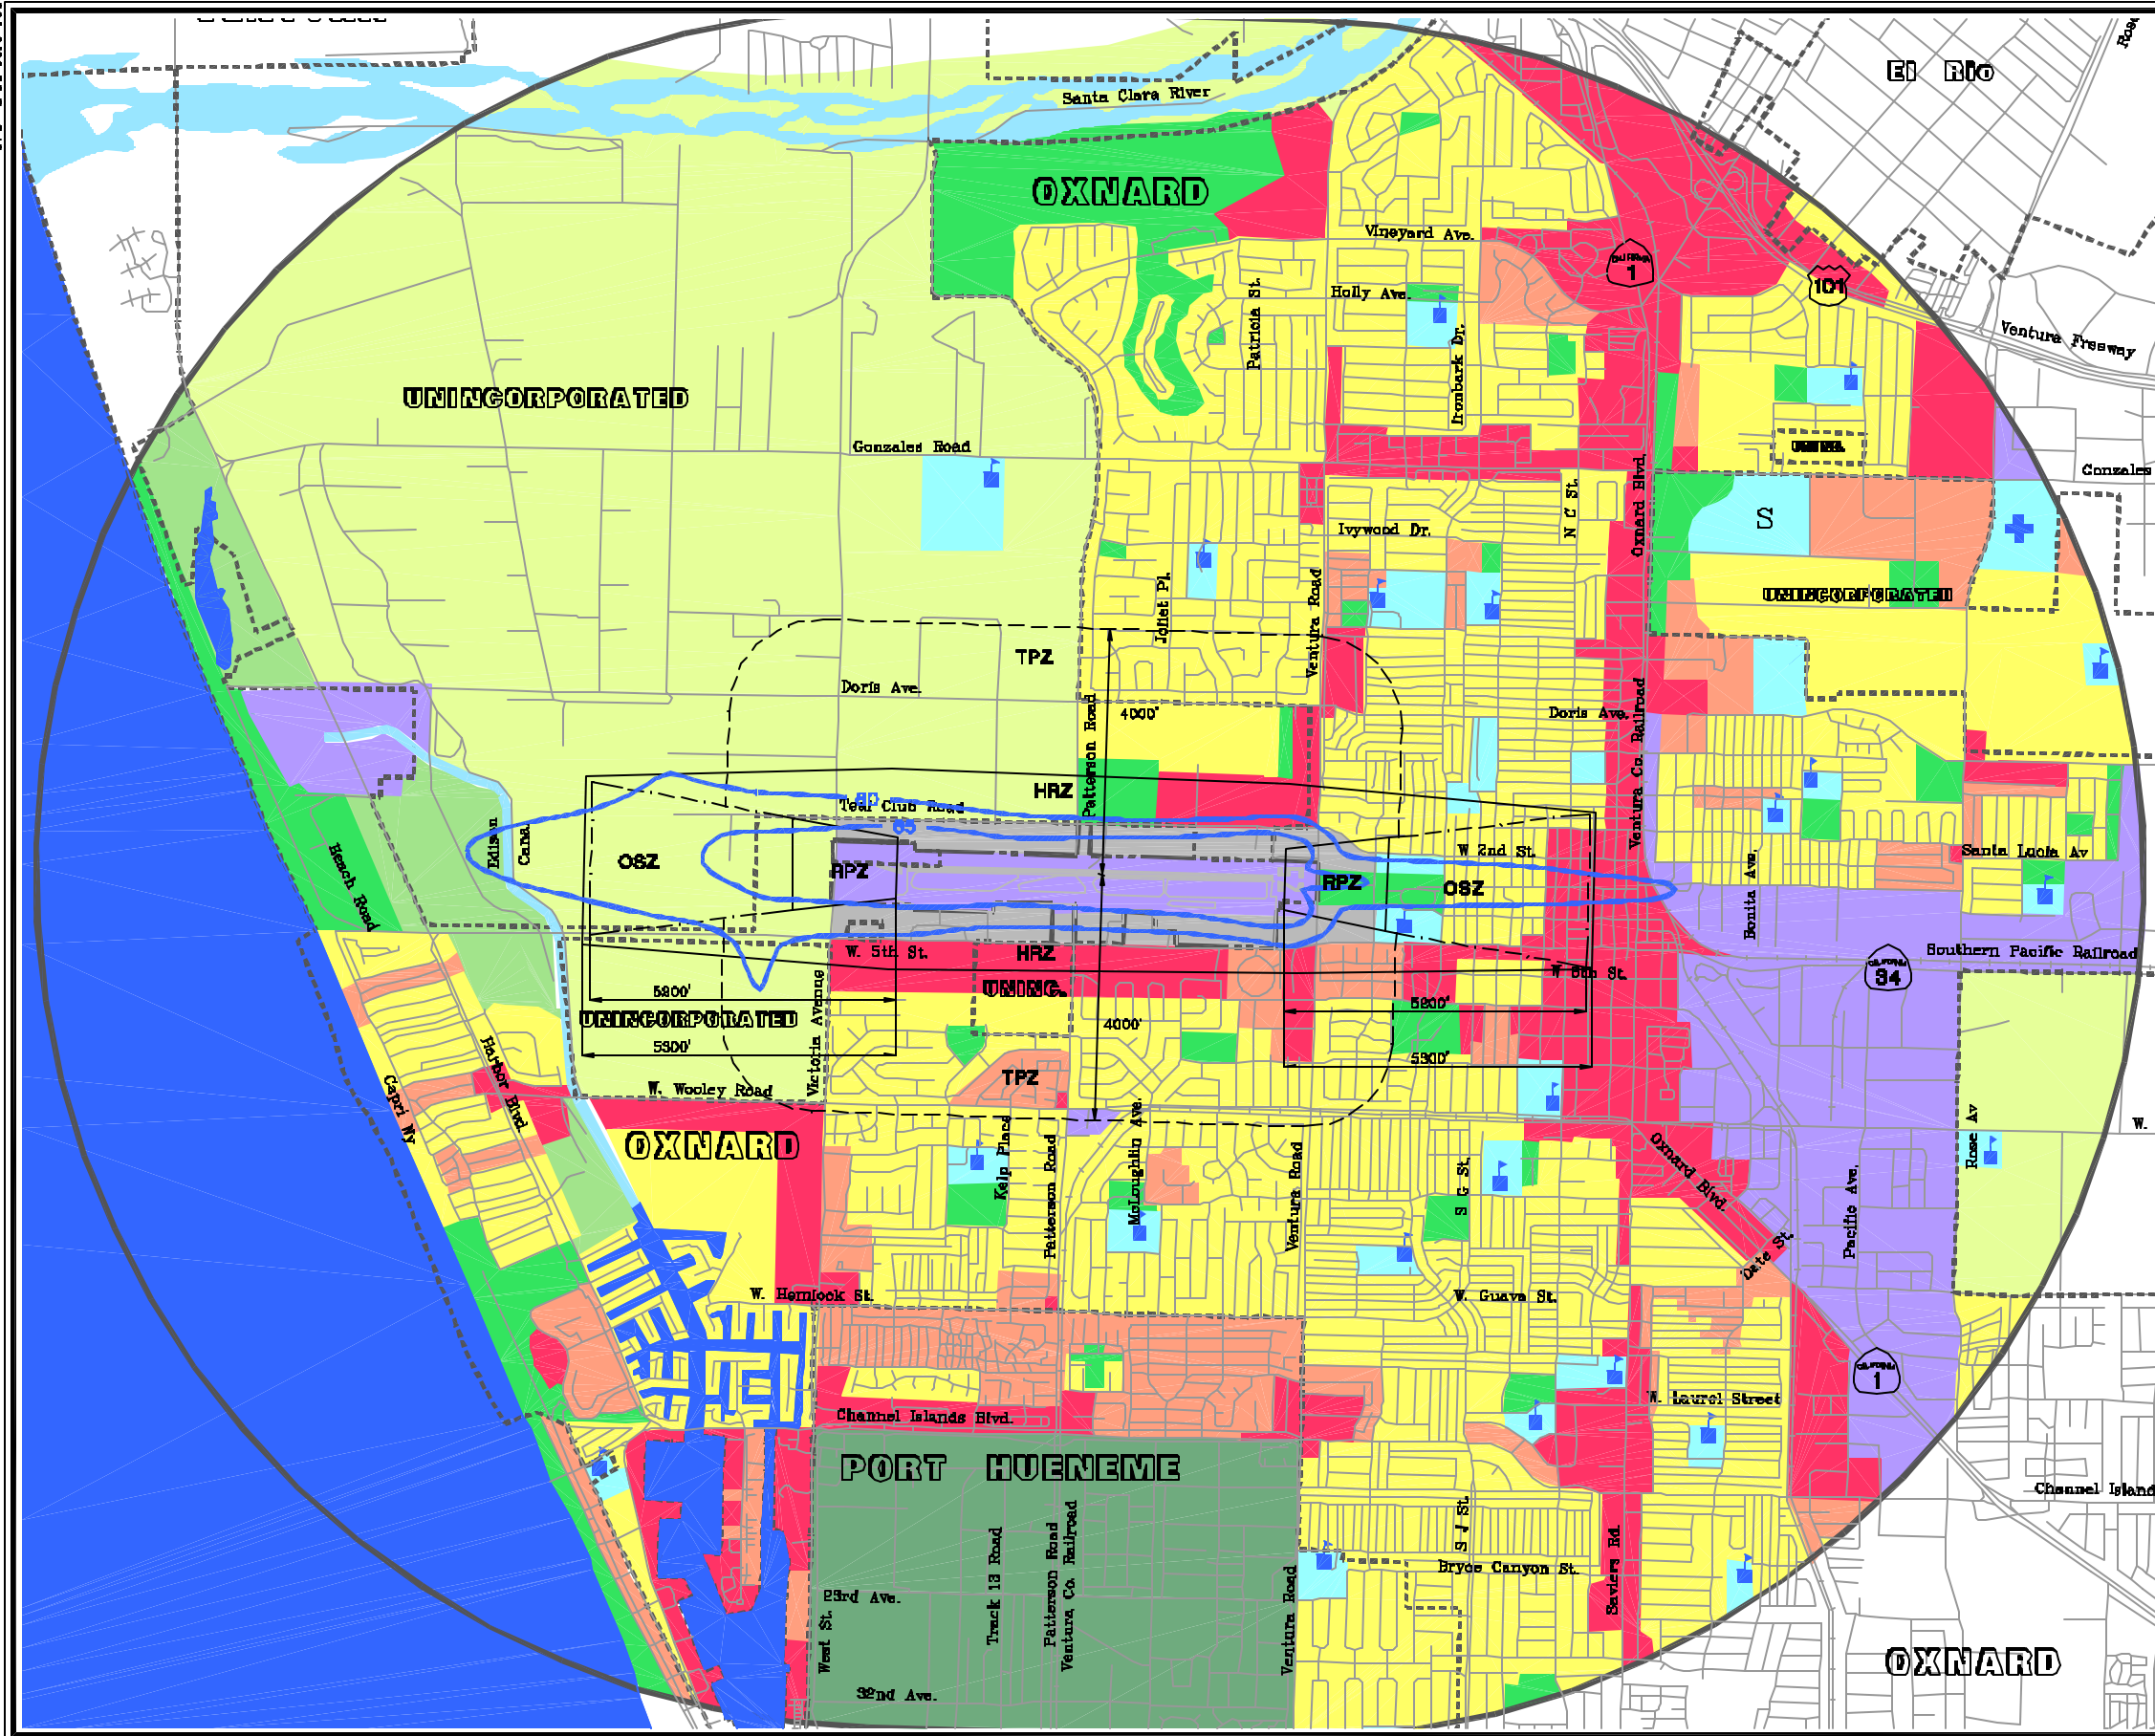 El Rio
Santa Clara River
OXNARD
Vineyard Ave.
CALIFORNIA
1
101
Holly Ave.
Patricia St.
Ironbark Dr.
Ventura Freeway
UNINCORPORATED
Gonzales Road
UNINC.
Gonzales
N C St.
Oxnard Blvd.
S
Ivywood Dr.
Joliet Pl.
Ventura Road
UNINCORPORATED
TPZ
Doris Ave.
Patterson Road
4000'
Doris Ave.
Ventura Co. Railroad
HRZ
60
Teal Club Road
65
Edison
Canal
OSZ
RPZ
W 2nd St.
RPZ
OSZ
Santa Lucia Av
Bonita Ave.
Beach Road
W. 5th St.
HRZ
W 5th St.
Southern Pacific Railroad
34
UNINC.
5200'
5200'
UNINCORPORATED
Victoria Avenue
4000'
5300'
5300'
Harbor Blvd.
TPZ
W. Wooley Road
Capri Wy
OXNARD
Kelp Place
Patterson Road
McLoughlin Ave.
Ventura Road
S G St.
Oxnard Blvd.
Rose Av
W.
Pacific Ave.
Date St.
W. Hemlock St.
W. Guava St.
1
W. Laurel Street
Channel Islands Blvd.
PORT HUENEME
Channel Island
Track 13 Road
Patterson Road
Ventura Co. Railroad
S J St.
Saviers Rd.
Bryce Canyon St.
23rd Ave.
West St.
Ventura Road
OXNARD
32nd Ave.